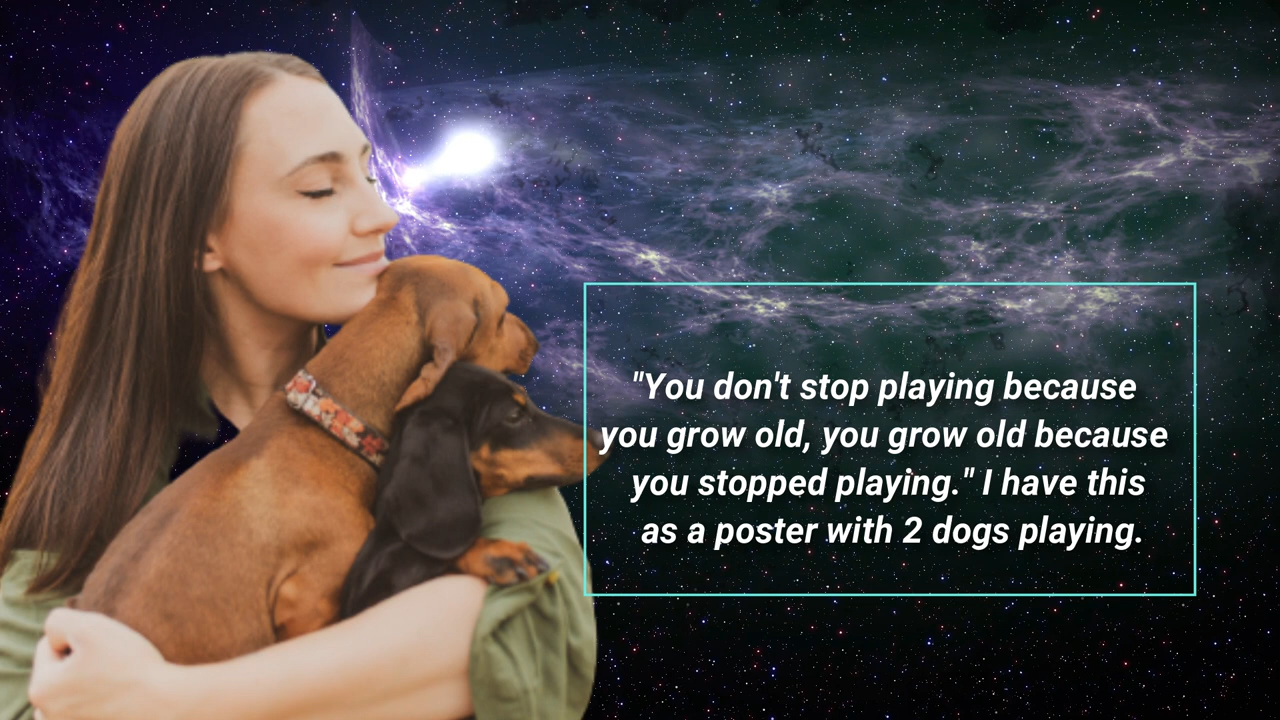 "You don't stop playing because
you grow old, you grow old because
you stopped playing." I have this
as a poster with 2 dogs playing.